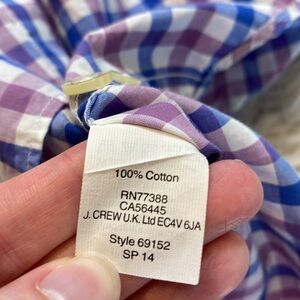 100% Cotton
RN77388
CA56445
J. CREW U.K. Ltd EC4V 6JA
Style 69152
SP 14